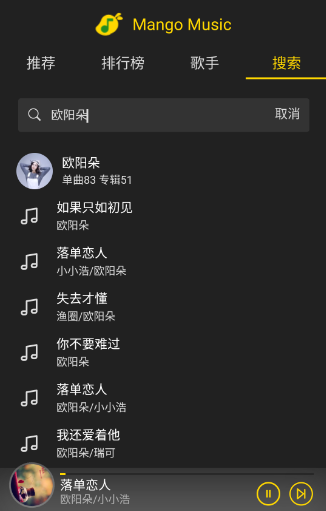 Mango Music
推荐 排行榜 歌手 搜索
欧阳朵 取消
欧阳朵
单曲83 专辑51
如果只如初见
欧阳朵
落单恋人
小小浩/欧阳朵
失去才懂
渔圈/欧阳朵
你不要难过
欧阳朵
落单恋人
欧阳朵/小小浩
我还爱着他
欧阳朵/瑞可
落单恋人
欧阳朵/小小浩